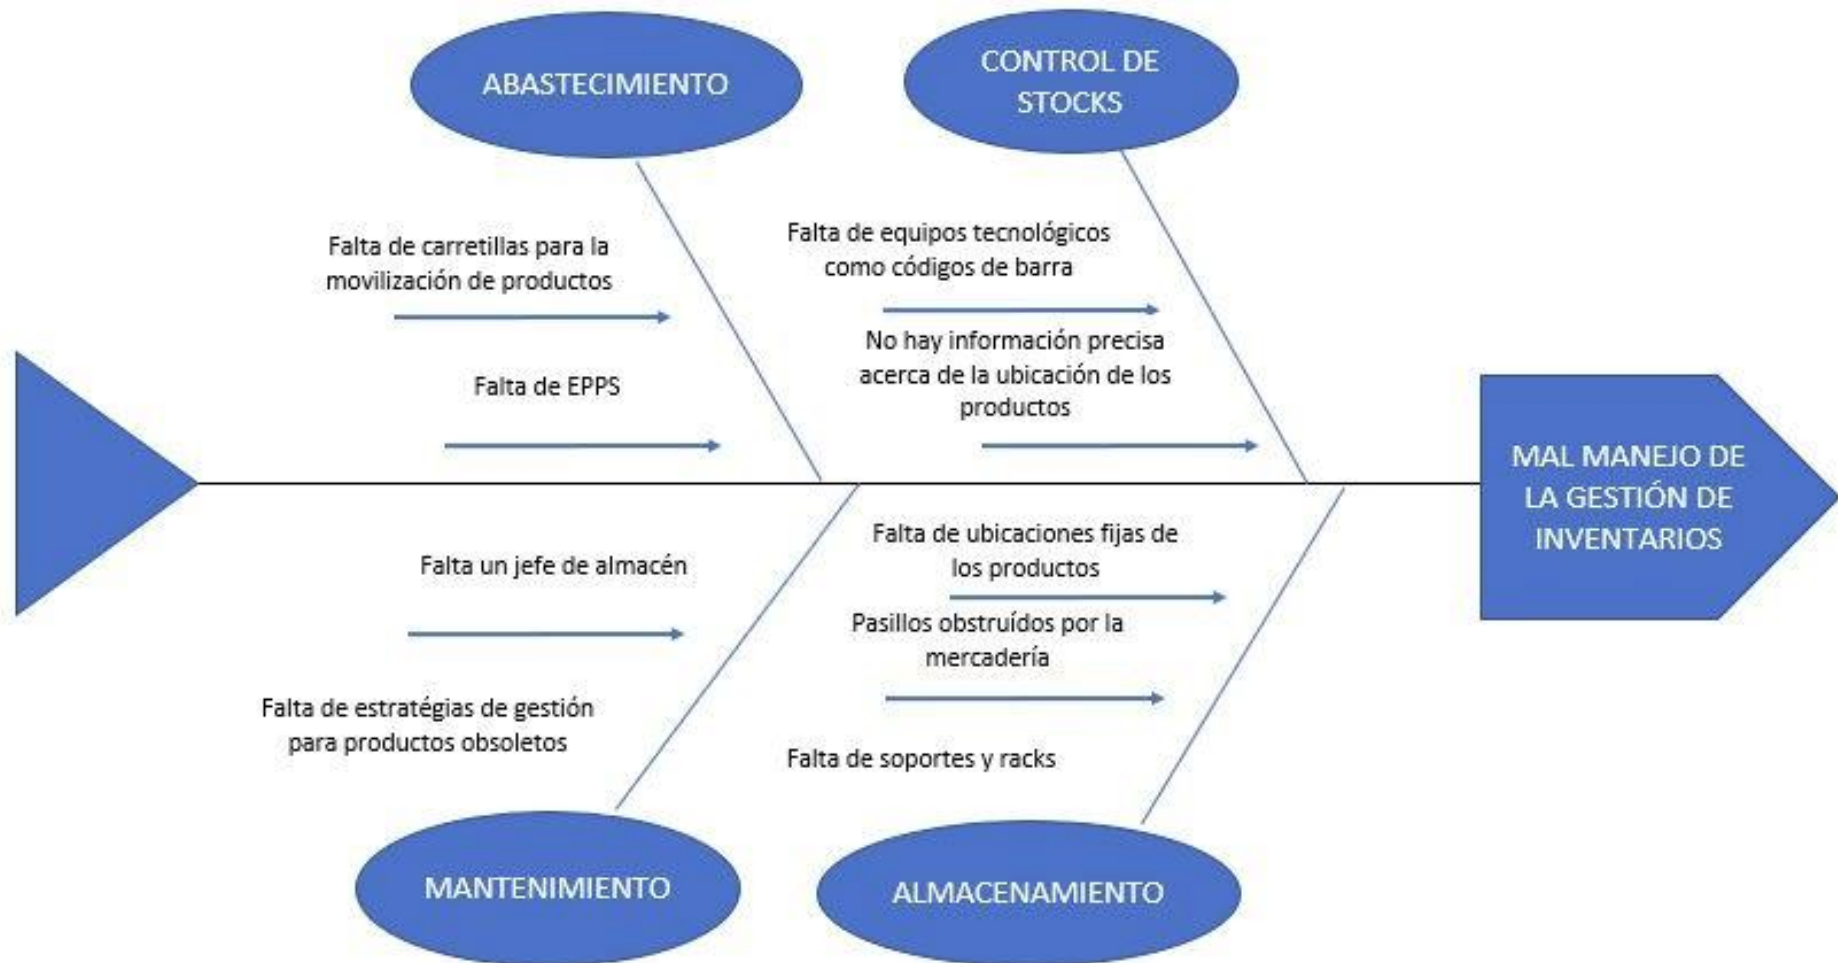 ABASTECIMIENTO
CONTROL DE
STOCKS
Falta de carretillas para la
movilización de productos
Falta de EPPS
Falta de equipos tecnológicos
como códigos de barra
No hay información precisa
acerca de la ubicación de los
productos
MAL MANEJO DE
LA GESTIÓN DE
INVENTARIOS
Falta un jefe de almacén
Falta de estratégias de gestión
para productos obsoletos
Falta de ubicaciones fijas de
los productos
Pasillos obstruídos por la
mercadería
Falta de soportes y racks
MANTENIMIENTO
ALMACENAMIENTO